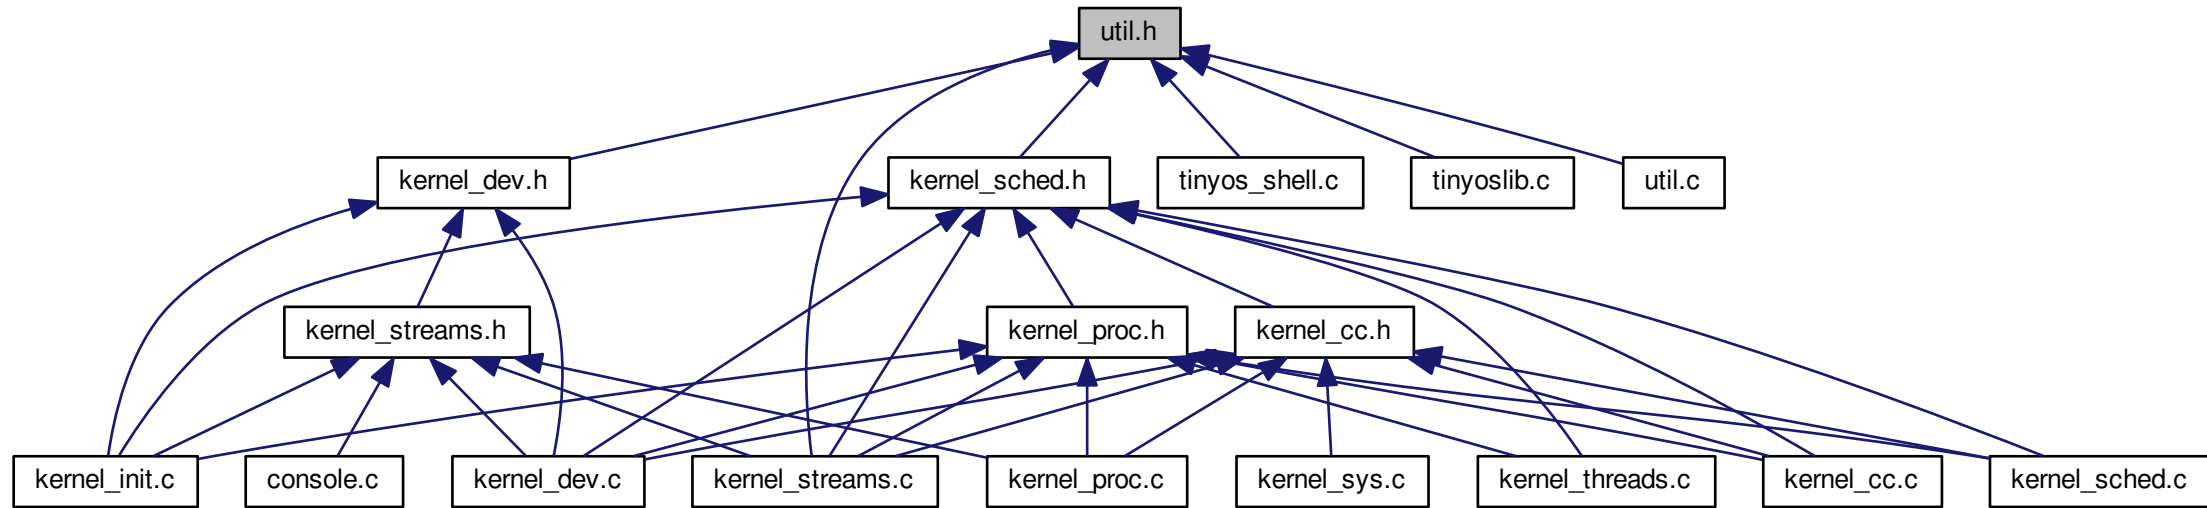 util.h
kernel_dev.h
kernel_sched.h
tinyos_shell.c
tinyoslib.c
util.c
kernel_streams.h
kernel_proc.h
kernel_cc.h
kernel_init.c
console.c
kernel_dev.c
kernel_streams.c
kernel_proc.c
kernel_sys.c
kernel_threads.c
kernel_cc.c
kernel_sched.c